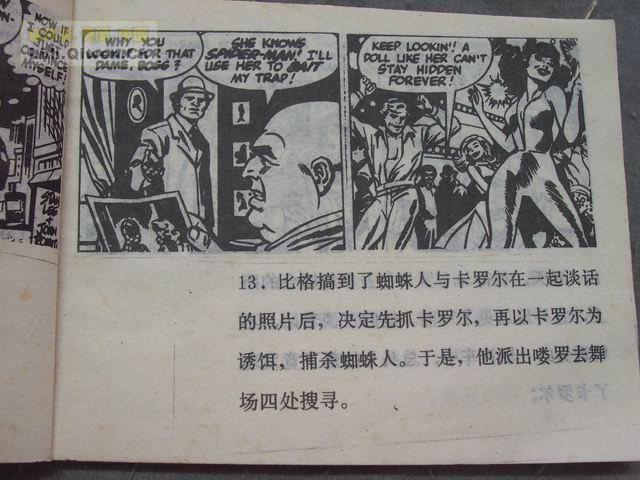 NOW IF
COULD
MYSELF!
WHY YOU
LOOKIN' FOR THAT
DAME, BOSS?
SHE KNOWS
SPIDER-MAN! I'LL
USE HER TO BAIT
MY TRAP!
KEEP LOOKIN'! A
DOLL LIKE HER CAN'T
STAY HIDDEN
FOREVER!
13. 比格搞到了蜘蛛人与卡罗尔在一起谈话
的照片后，决定先抓卡罗尔，再以卡罗尔为
诱饵，捕杀蜘蛛人。于是，他派出喽罗去舞
场四处搜寻。